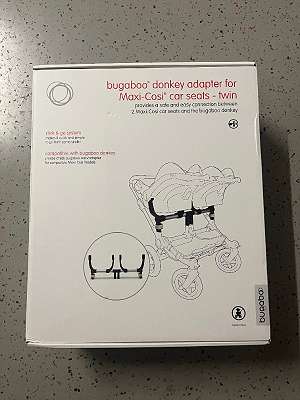 bugaboo® donkey adapter for
Maxi-Cosi® car seats - twin
provides a safe and easy connection between
2 Maxi Cosi car seats and the bugaboo donkey
click & go system
compatible with bugaboo donkey
bugaboo